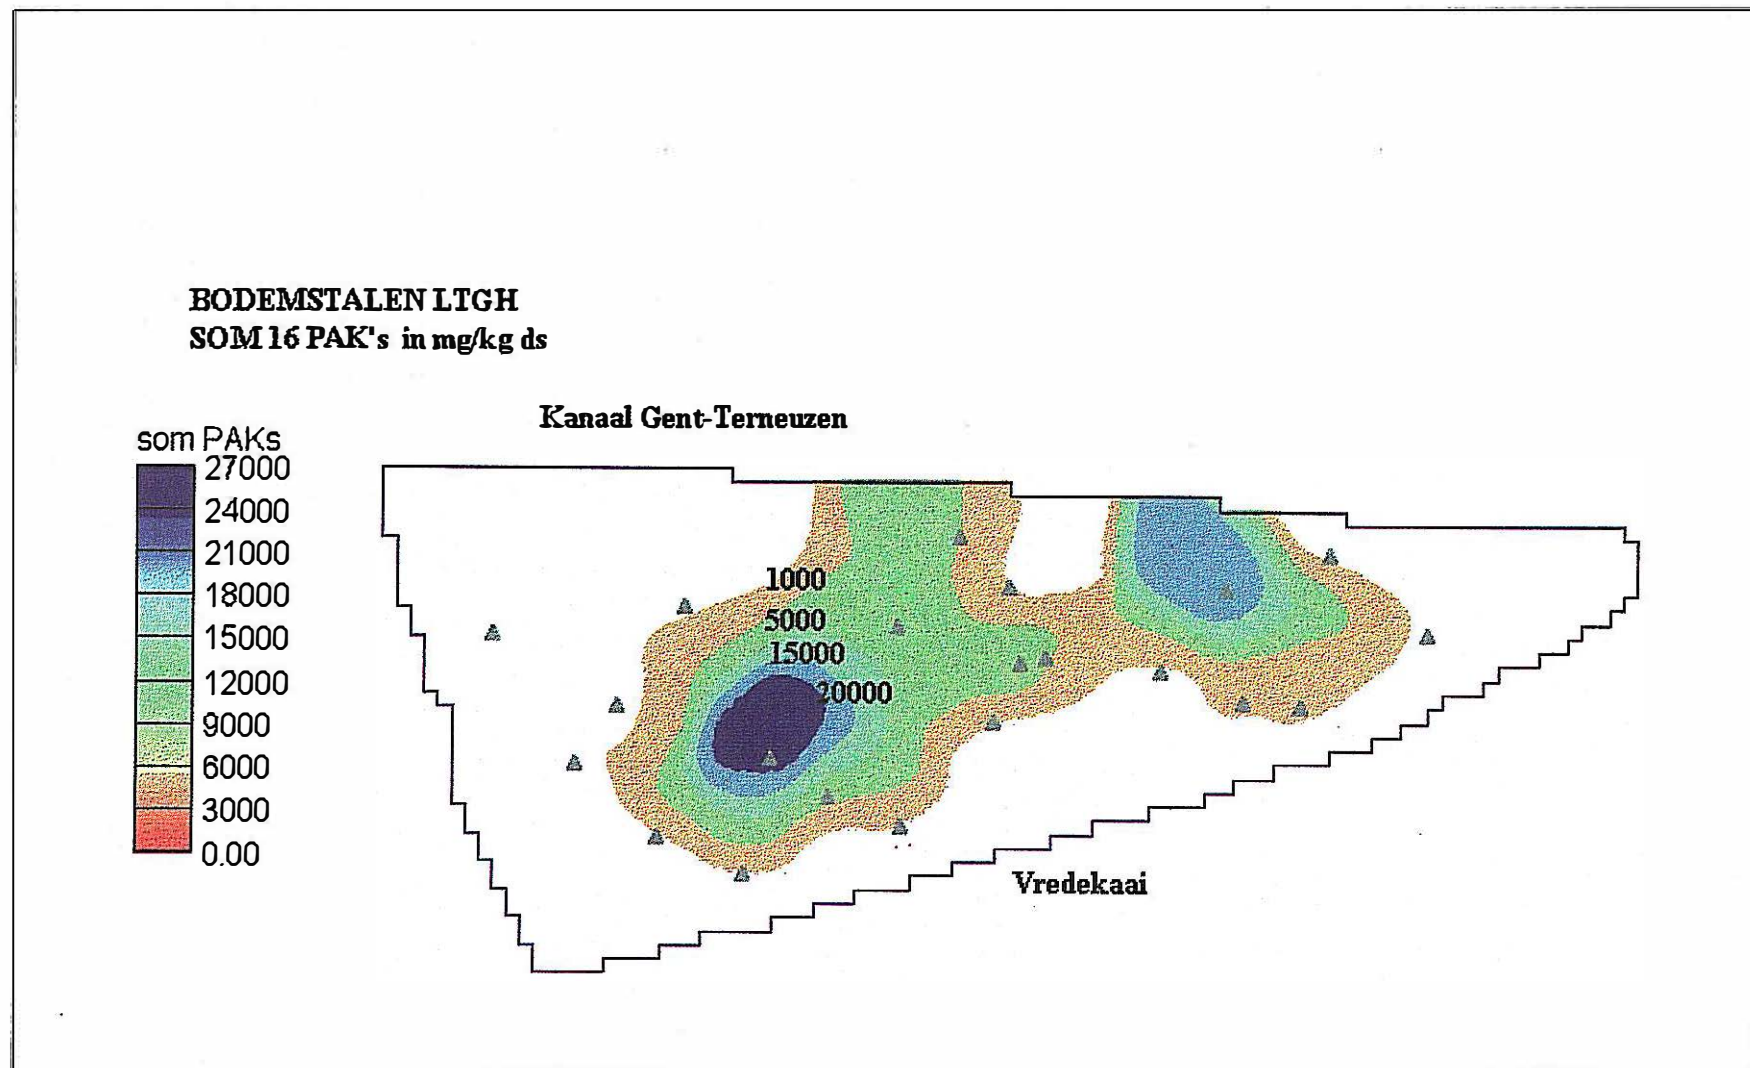 BODEMSTALEN LTGH
SOM 16 PAK's in mg/kg ds
Kanaal Gent-Terneuzen
som PAKs
27000
24000
21000
18000
15000
12000
9000
6000
3000
0.00
1000
5000
15000
20000
Vredekaai